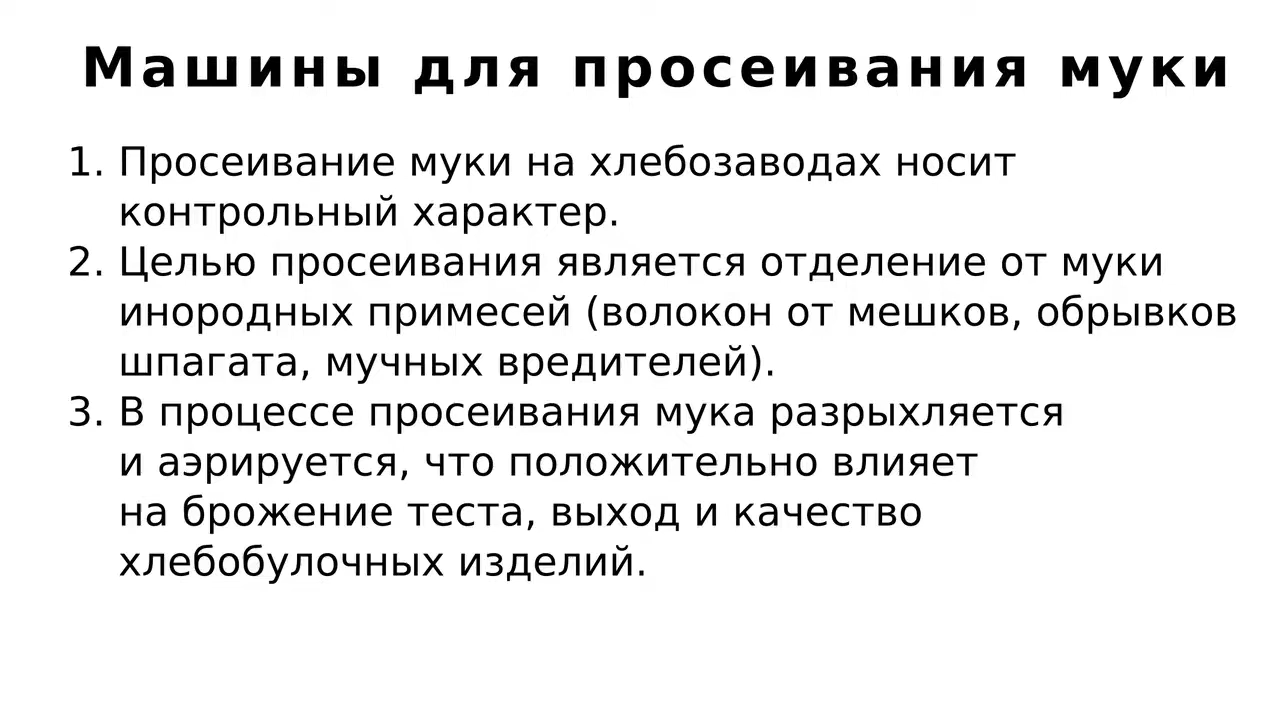 Машины для просеивания муки
1. Просеивание муки на хлебозаводах носит
контрольный характер.
2. Целью просеивания является отделение от муки
инородных примесей (волокон от мешков, обрывков
шпагата, мучных вредителей).
3. В процессе просеивания мука разрыхляется
и аэрируется, что положительно влияет
на брожение теста, выход и качество
хлебобулочных изделий.